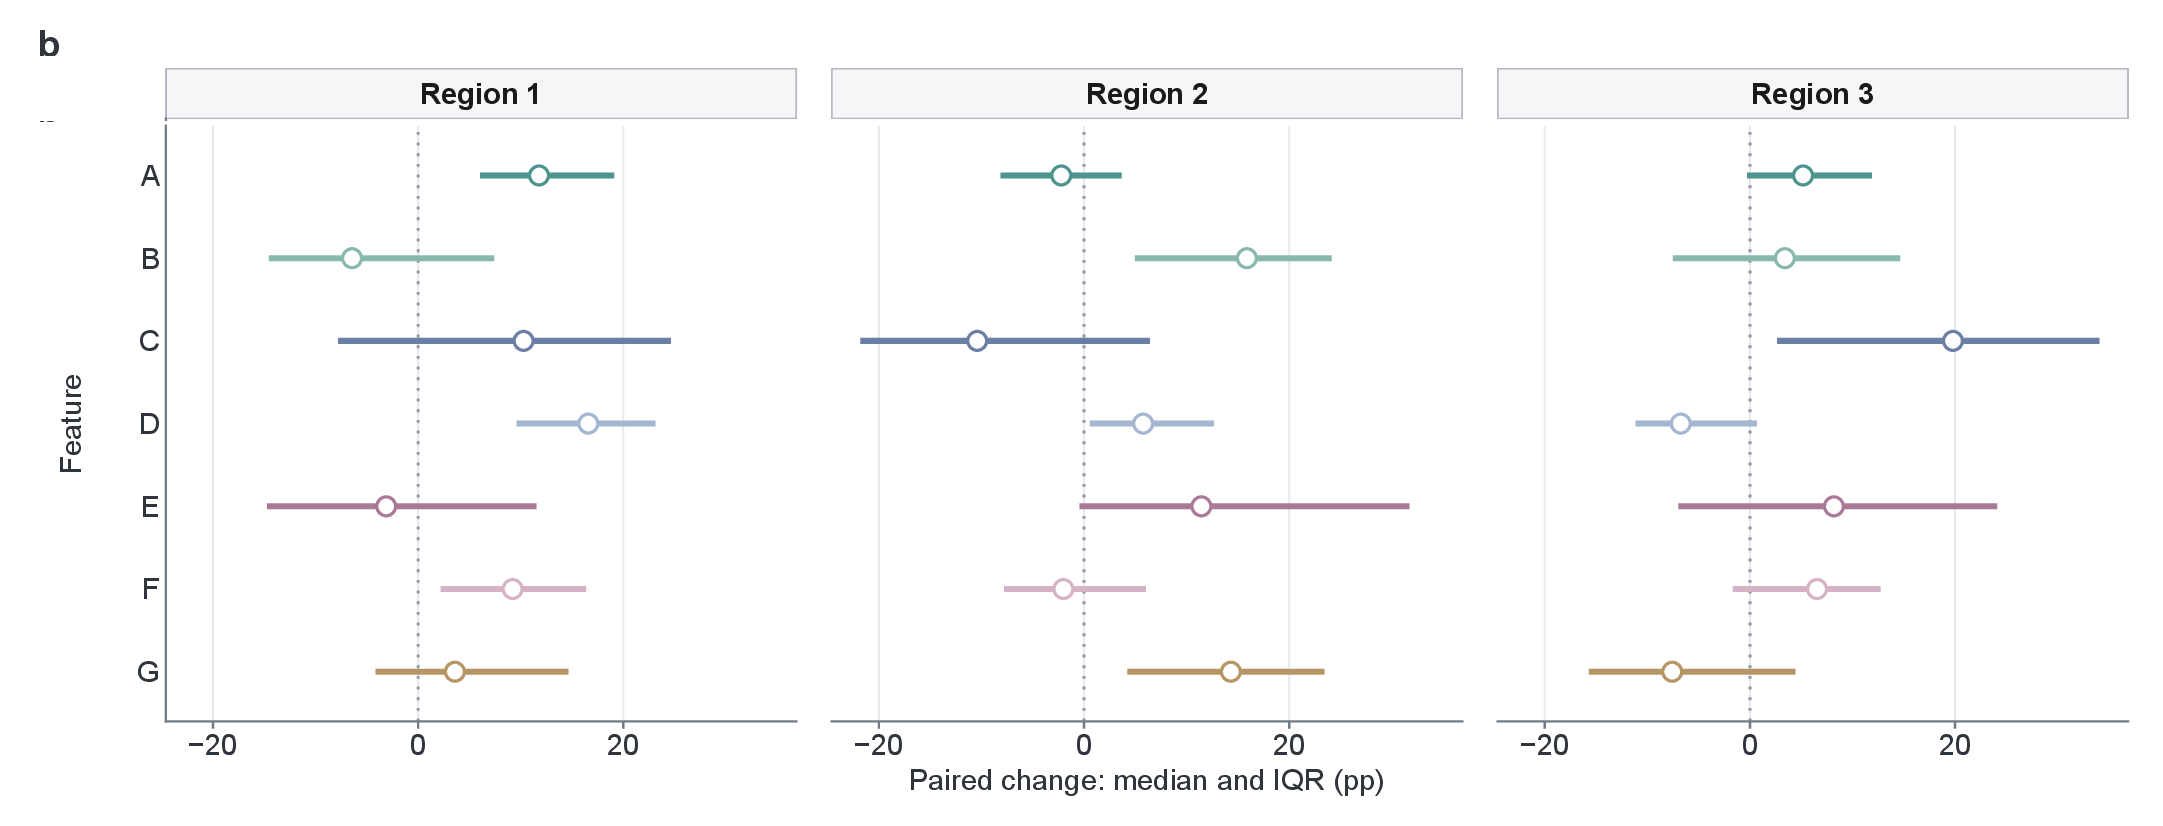 b
Region 1
Region 2
Region 3
A
B
C
D
E
F
G
Feature
−20 0 20
−20 0 20
−20 0 20
Paired change: median and IQR (pp)